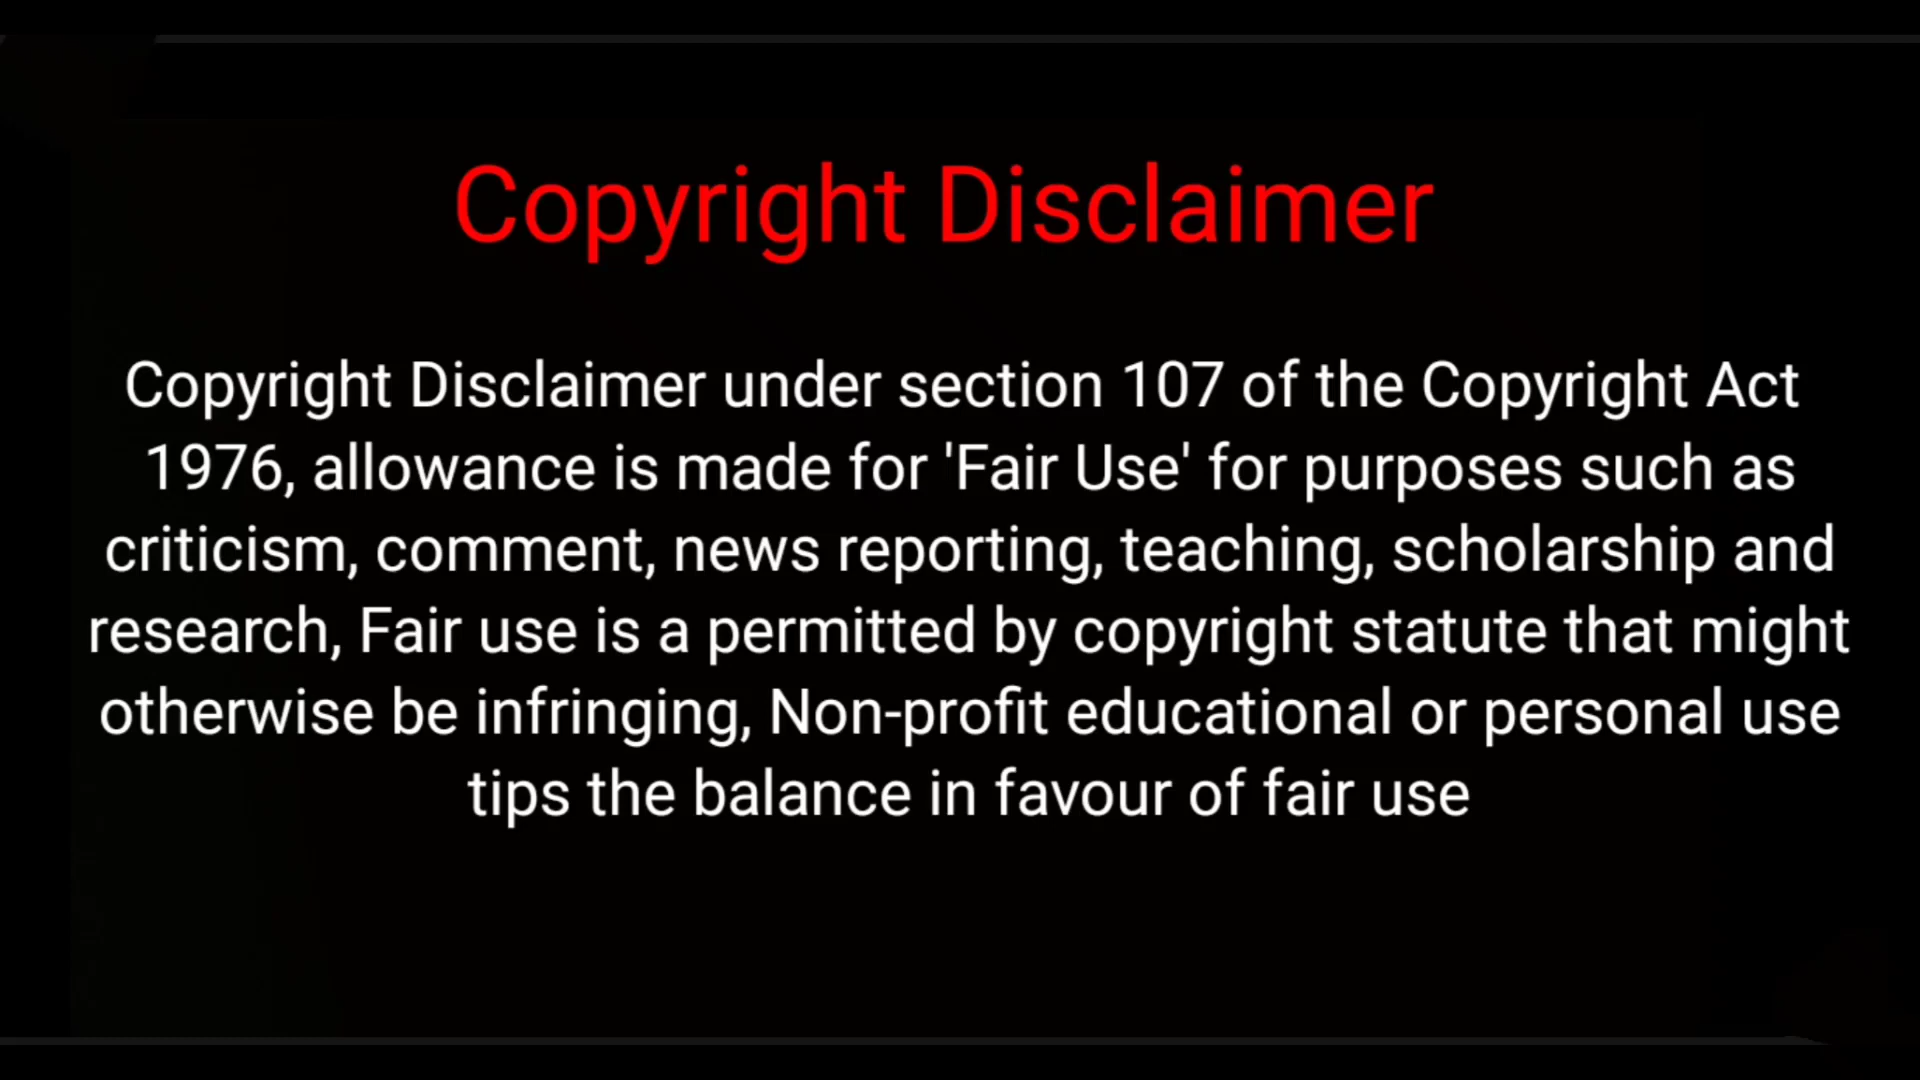 Copyright Disclaimer
Copyright Disclaimer under section 107 of the Copyright Act
1976, allowance is made for 'Fair Use' for purposes such as
criticism, comment, news reporting, teaching, scholarship and
research, Fair use is a permitted by copyright statute that might
otherwise be infringing, Non-profit educational or personal use
tips the balance in favour of fair use